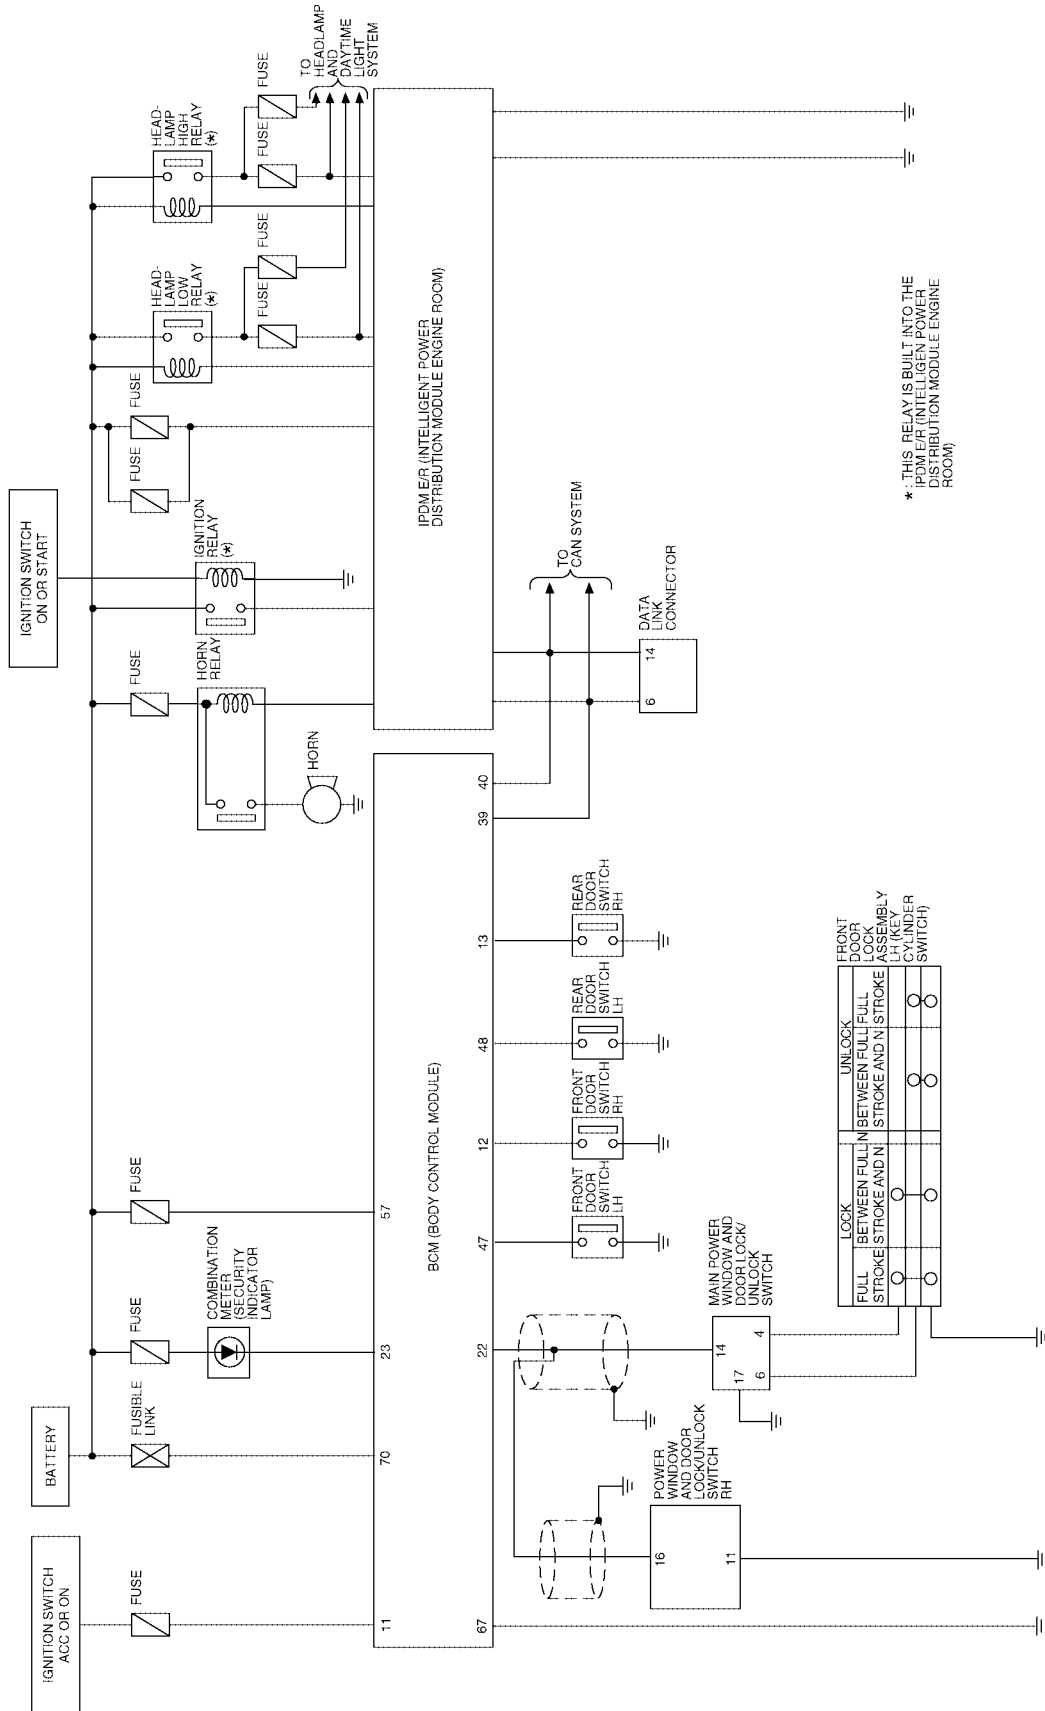 IGNITION SWITCH
ACC OR ON
BATTERY
IGNITION SWITCH
ON OR START
FUSE
FUSIBLE
LINK
FUSE
COMBINATION
METER
(SECURITY
INDICATOR
LAMP)
FUSE
FUSE
HORN
RELAY
HORN
IGNITION
RELAY
(*)
FUSE
FUSE
HEAD-
LAMP
LOW
RELAY
(*)
FUSE
FUSE
HEAD-
LAMP
HIGH
RELAY
(*)
FUSE
FUSE
TO
HEADLAMP
AND
DAYTIME
LIGHT
SYSTEM
11
70
23
57
BCM (BODY CONTROL MODULE)
67
22
47
12
48
13
39
40
IPDM E/R (INTELLIGENT POWER
DISTRIBUTION MODULE ENGINE ROOM)
FRONT
DOOR
SWITCH
LH
FRONT
DOOR
SWITCH
RH
REAR
DOOR
SWITCH
LH
REAR
DOOR
SWITCH
RH
TO
CAN SYSTEM
DATA
LINK
CONNECTOR
6
14
POWER
WINDOW
AND DOOR
LOCK/UNLOCK
SWITCH
RH
16
11
MAIN POWER
WINDOW AND
DOOR LOCK/
UNLOCK
SWITCH
14
17
6
4
LOCK
UNLOCK
FULL
STROKE
BETWEEN FULL
STROKE AND N
N
BETWEEN FULL
STROKE AND N
FULL
STROKE
FRONT
DOOR
LOCK
ASSEMBLY
LH (KEY
CYLINDER
SWITCH)
* : THIS RELAY IS BUILT INTO THE
IPDM E/R (INTELLIGEN POWER
DISTRIBUTION MODULE ENGINE
ROOM)